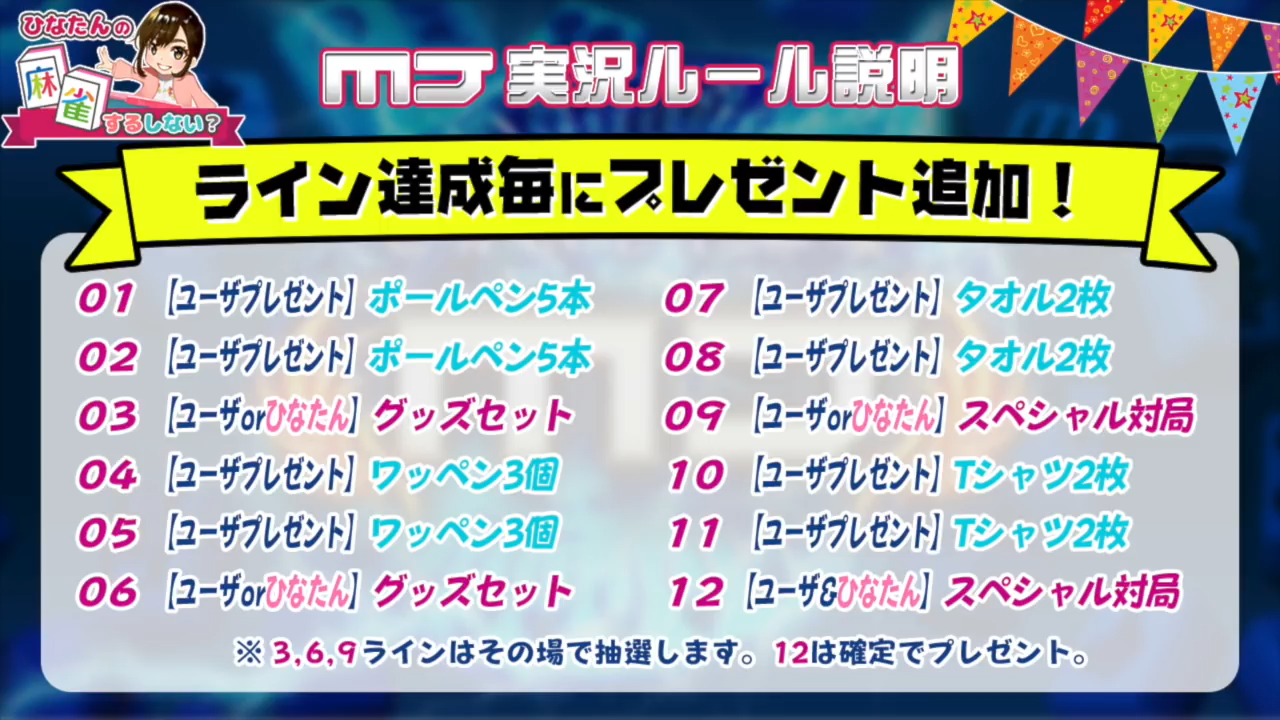 ひなたんの
麻雀
するしない?
MJ 実況ルール説明
ライン達成毎にプレゼント追加!
01 【ユーザプレゼント】 ボールペン5本
02 【ユーザプレゼント】 ボールペン5本
03 【ユーザorひなたん】 グッズセット
04 【ユーザプレゼント】 ワッペン3個
05 【ユーザプレゼント】 ワッペン3個
06 【ユーザorひなたん】 グッズセット
07 【ユーザプレゼント】 タオル2枚
08 【ユーザプレゼント】 タオル2枚
09 【ユーザorひなたん】 スペシャル対局
10 【ユーザプレゼント】 Tシャツ2枚
11 【ユーザプレゼント】 Tシャツ2枚
12 【ユーザ&ひなたん】 スペシャル対局
※ 3,6,9ラインはその場で抽選します。12は確定でプレゼント。